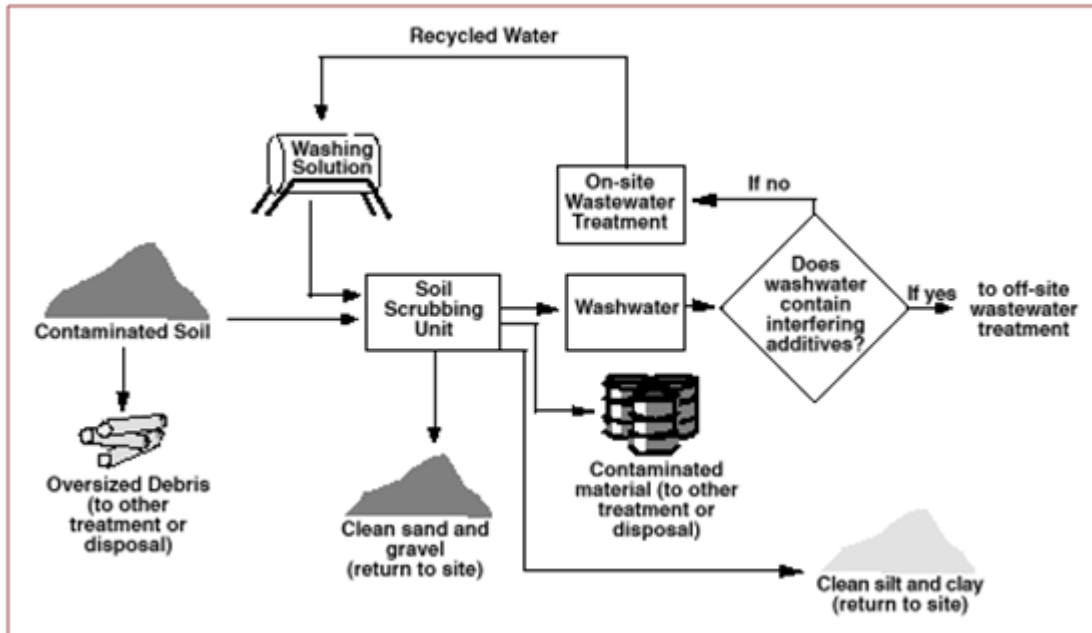 Recycled Water
Washing
Solution
On-site
Wastewater
Treatment
If no
Contaminated Soil
Soil
Scrubbing
Unit
Washwater
Does
washwater
contain
interfering
additives?
If yes
to off-site
wastewater
treatment
Oversized Debris
(to other
treatment or
disposal)
Clean sand and
gravel
(return to site)
Contaminated
material (to other
treatment or
disposal)
Clean silt and clay
(return to site)